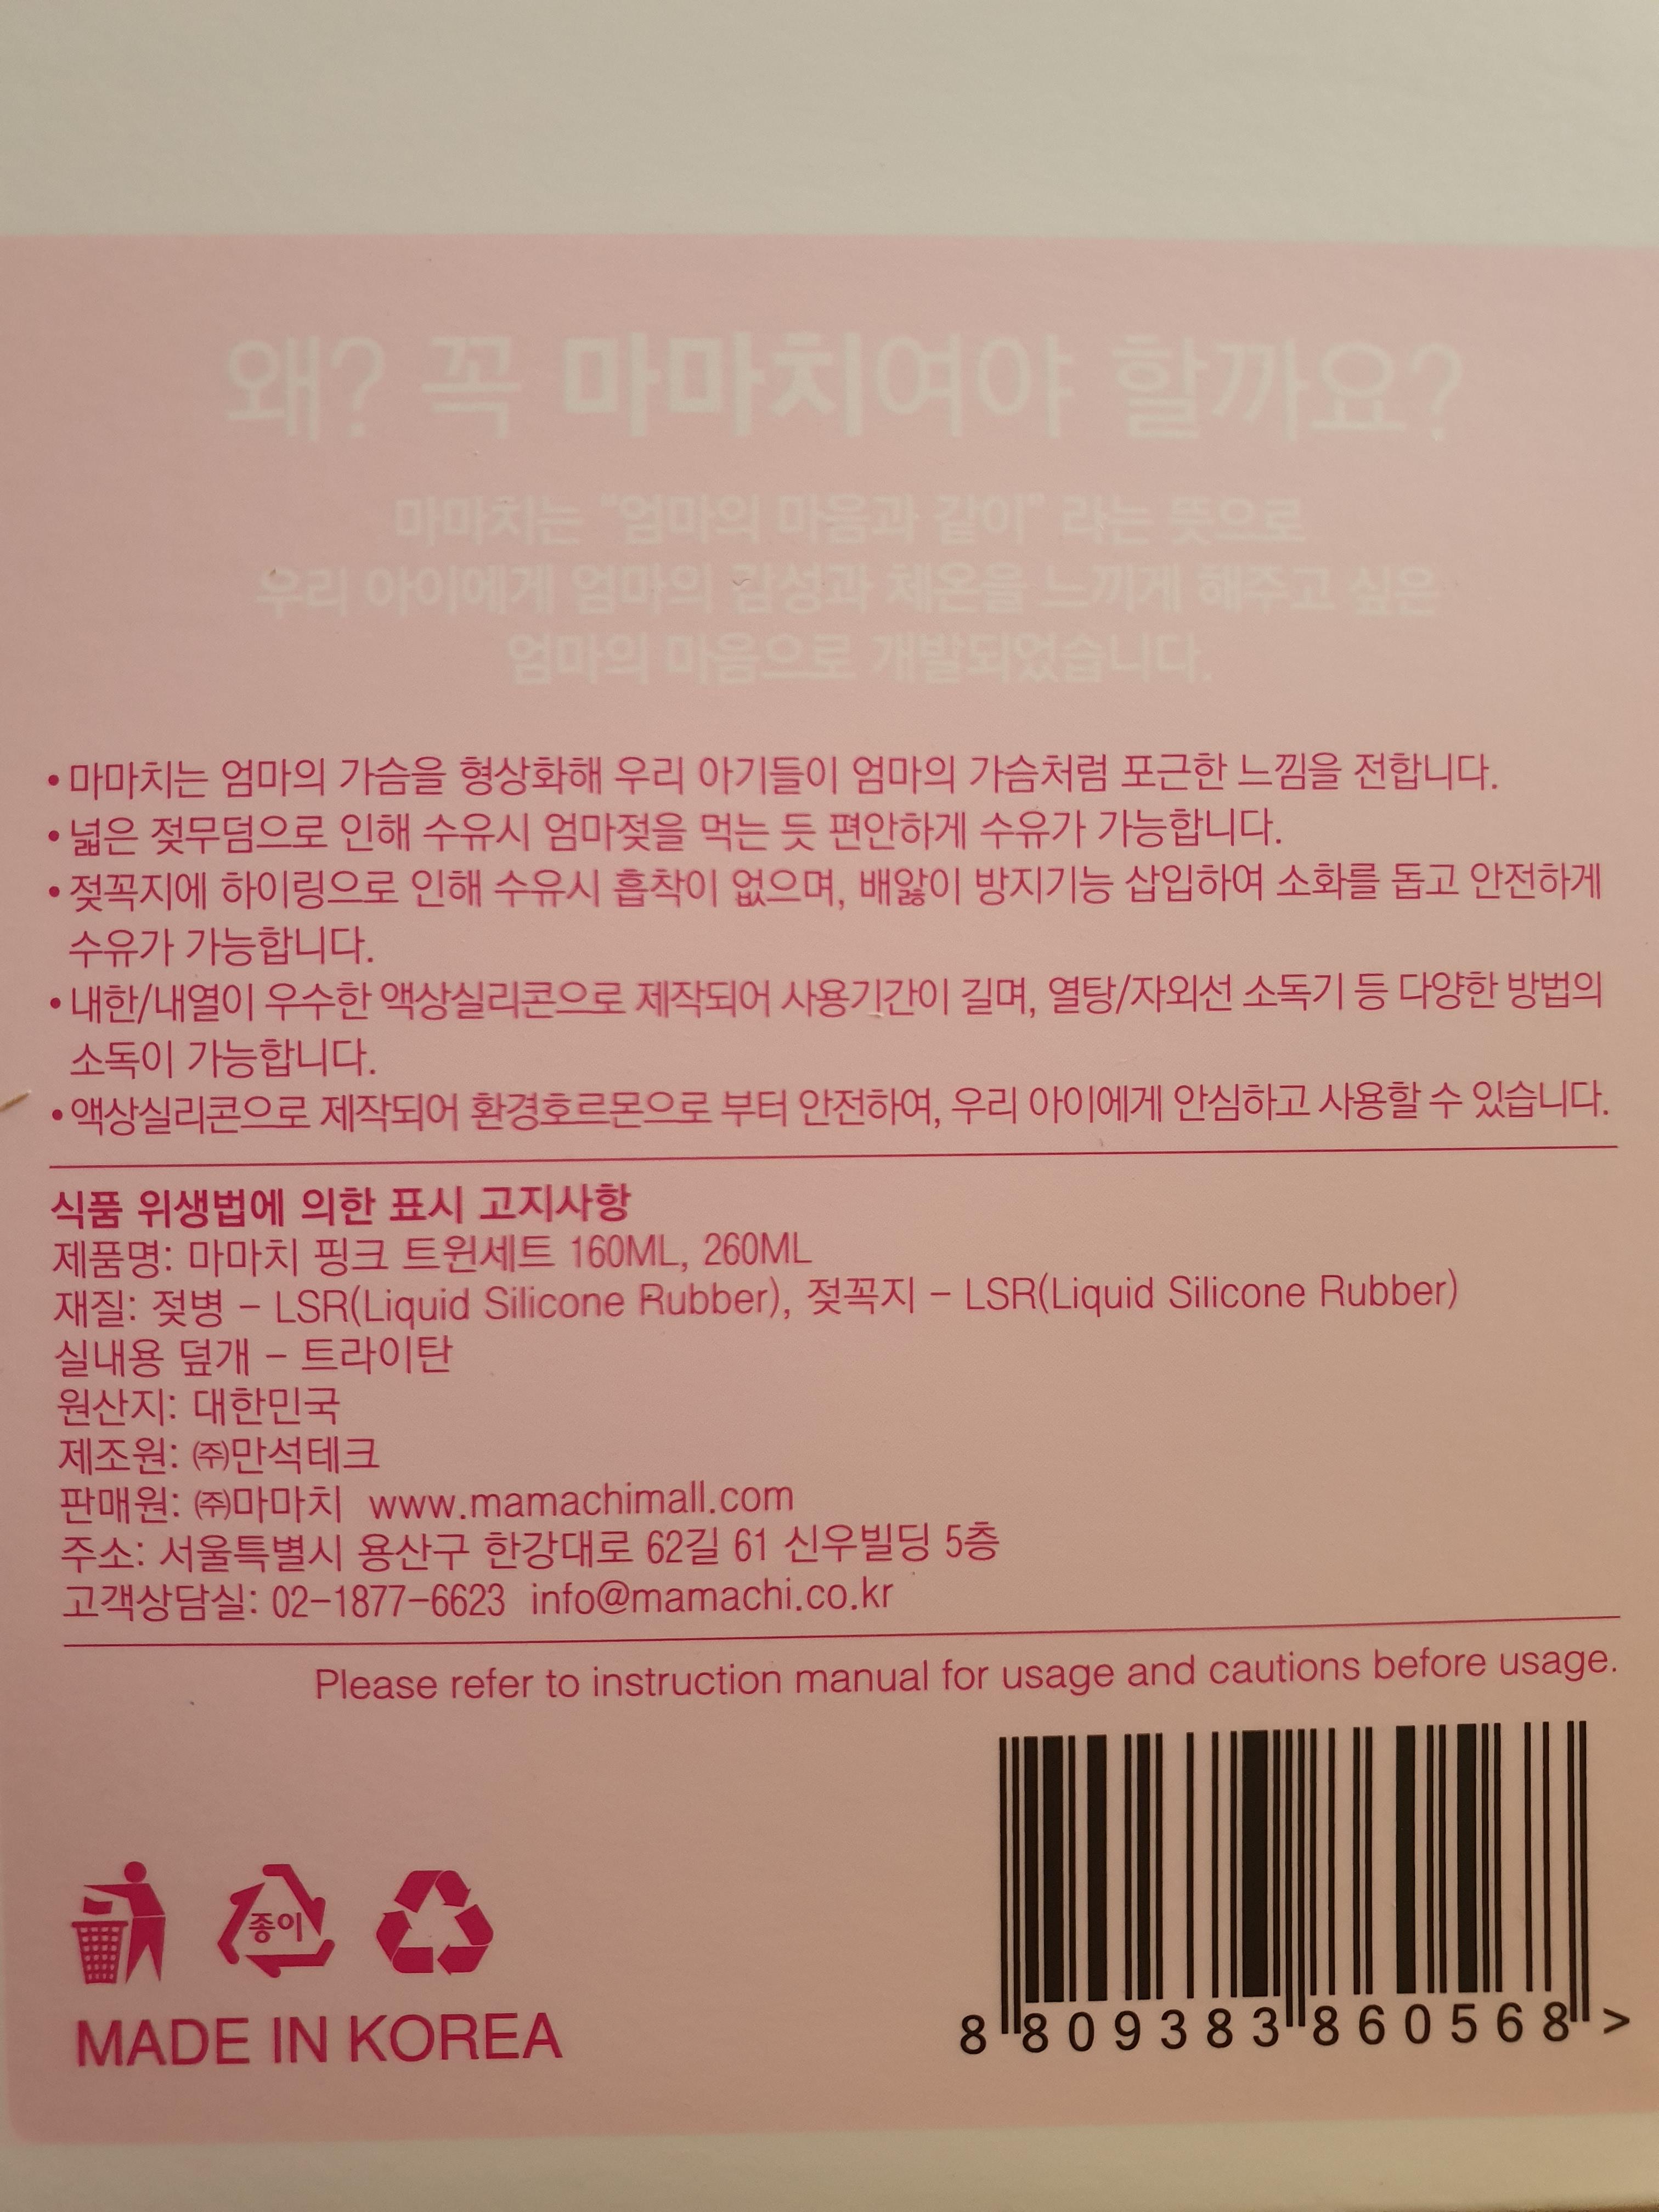 왜? 꼭 마마치여야 할까요?
마마치는 "엄마의 마음과 같이" 라는 뜻으로
우리 아이에게 엄마의 감성과 체온을 느끼게 해주고 싶은
엄마의 마음으로 개발되었습니다.
• 마마치는 엄마의 가슴을 형상화해 우리 아기들이 엄마의 가슴처럼 포근한 느낌을 전합니다.
• 넓은 젖무덤으로 인해 수유시 엄마젖을 먹는 듯 편안하게 수유가 가능합니다.
• 젖꼭지에 하이링으로 인해 수유시 흡착이 없으며, 배앓이 방지기능 삽입하여 소화를 돕고 안전하게
수유가 가능합니다.
• 내한/내열이 우수한 액상실리콘으로 제작되어 사용기간이 길며, 열탕/자외선 소독기 등 다양한 방법의
소독이 가능합니다.
• 액상실리콘으로 제작되어 환경호르몬으로 부터 안전하여, 우리 아이에게 안심하고 사용할 수 있습니다.
식품 위생법에 의한 표시 고지사항
제품명: 마마치 핑크 트윈세트 160ML, 260ML
재질: 젖병 - LSR(Liquid Silicone Rubber), 젖꼭지 - LSR(Liquid Silicone Rubber)
실내용 덮개 - 트라이탄
원산지: 대한민국
제조원: ㈜만석테크
판매원: ㈜마마치 www.mamachimall.com
주소: 서울특별시 용산구 한강대로 62길 61 신우빌딩 5층
고객상담실: 02-1877-6623 info@mamachi.co.kr
Please refer to instruction manual for usage and cautions before usage.
종이
MADE IN KOREA
8 809383 860568 >